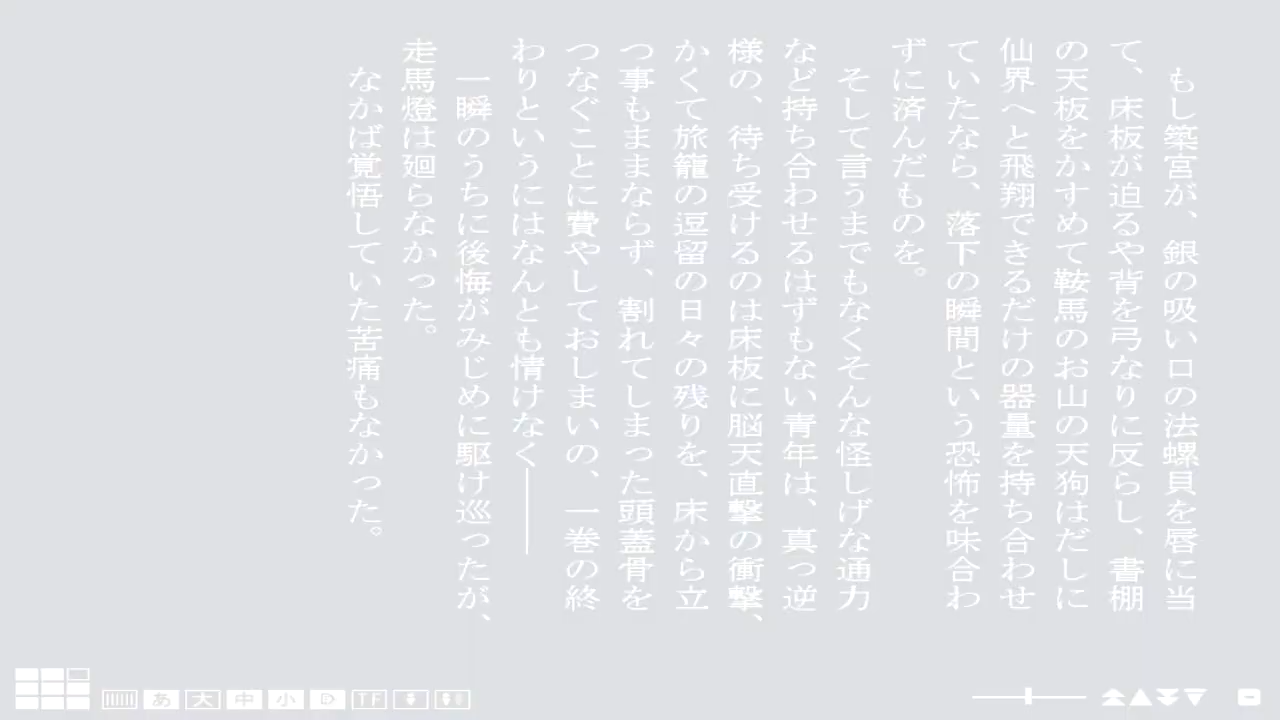 もし築宮が、銀の吸い口の法螺貝を唇に当
て、床板が迫るや背を弓なりに反らし、書棚
の天板をかすめて鞍馬のお山の天狗はだしに
仙界へと飛翔できるだけの器量を持ち合わせ
ていたなら、落下の瞬間という恐怖を味合わ
ずに済んだものを。
そして言うまでもなくそんな怪しげな通力
など持ち合わせるはずもない青年は、真っ逆
様の、待ち受けるのは床板に脳天直撃の衝撃、
かくて旅籠の逗留の日々の残りを、床から立
つ事もままならず、割れてしまった頭蓋骨を
つなぐことに費やしておしまいの、一巻の終
わりというにはなんとも情けなく――
一瞬のうちに後悔がみじめに駆け巡ったが、
走馬燈は廻らなかった。
なかば覚悟していた苦痛もなかった。
あ 大 中 小 TF